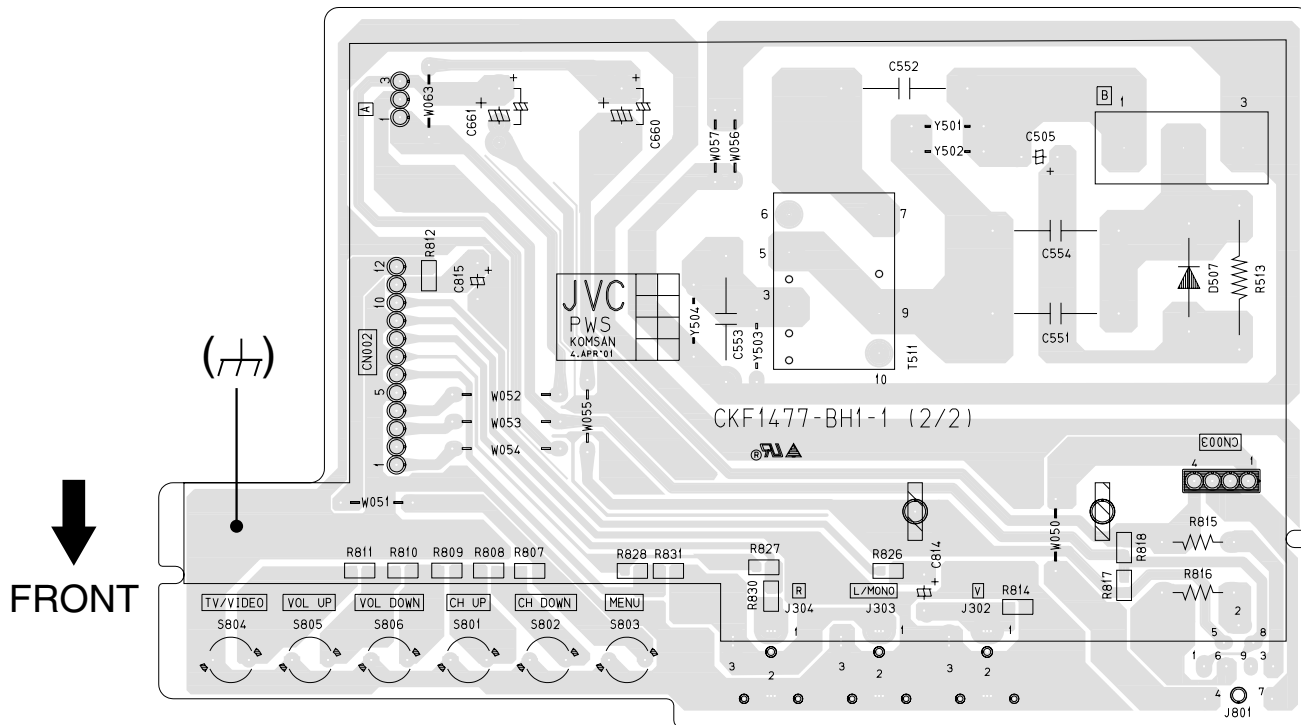 C552
B
1
3
3
1
A
W063
+
C661
+
+
C660
+
W057
W056
Y501
Y502
C505
+
6
7
5
3
9
10
T511
C554
C551
D507
R513
R812
12
10
5
1
CN002
C815
+
JVC
PWS
KOMSAN
4.APR'01
Y504
C553
Y503
W052
W053
W054
W055
CKF1477-BH1-1 (2/2)
CN003
4
1
W051
( )
FRONT
W050
R811
R810
R809
R808
R807
R828
R831
R827
R830
R826
C814
+
R814
R818
R817
R815
R816
TV/VIDEO
VOL UP
VOL DOWN
CH UP
CH DOWN
MENU
S804
S805
S806
S801
S802
S803
R
J304
L/MONO
J303
V
J302
1
3
2
1
3
2
1
3
2
2
5
8
1
6
9
3
4
7
J801